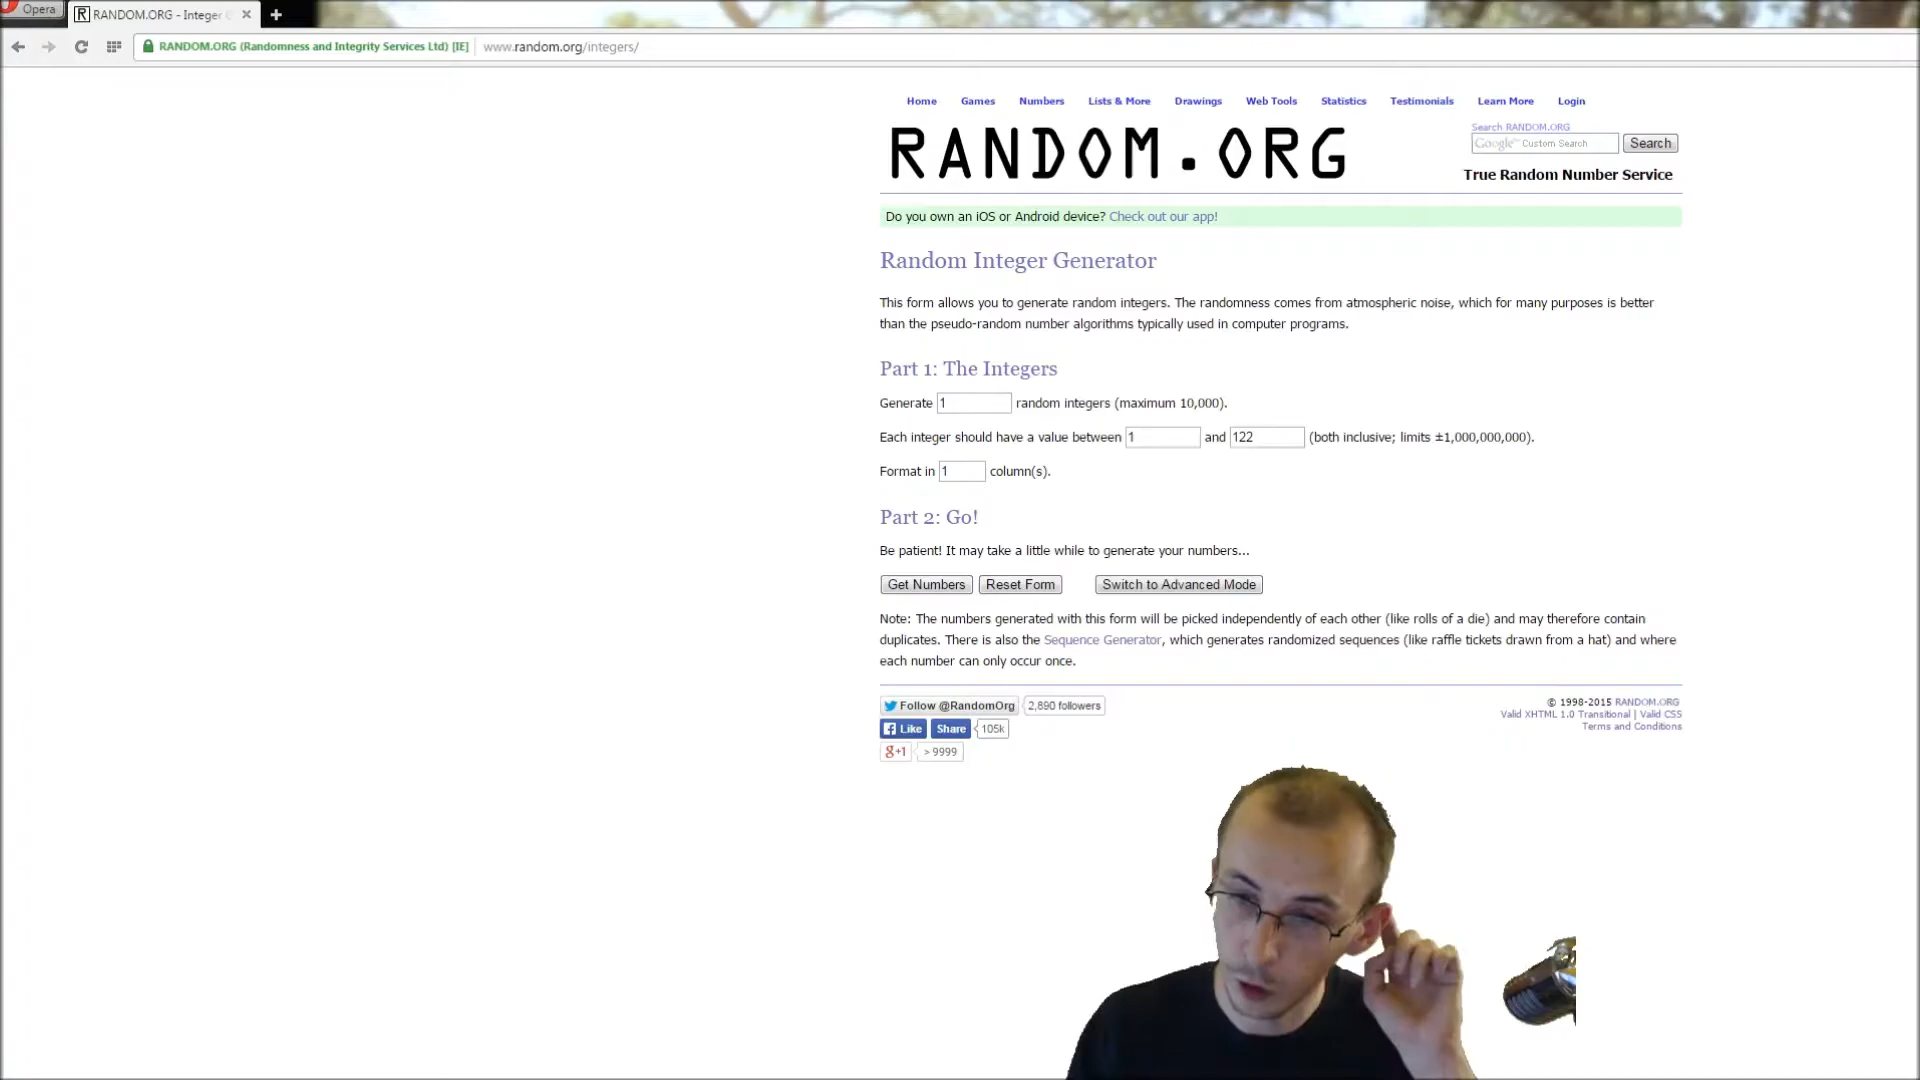 Opera
RANDOM.ORG - Integer
RANDOM.ORG (Randomness and Integrity Services Ltd) [IE]
www.random.org/integers/
Home Games Numbers Lists & More Drawings Web Tools Statistics Testimonials Learn More Login
RANDOM.ORG
Search RANDOM.ORG
Google™ Custom Search
Search
True Random Number Service
Do you own an iOS or Android device? Check out our app!
Random Integer Generator
This form allows you to generate random integers. The randomness comes from atmospheric noise, which for many purposes is better
than the pseudo-random number algorithms typically used in computer programs.
Part 1: The Integers
Generate 1 random integers (maximum 10,000).
Each integer should have a value between 1 and 122 (both inclusive; limits ±1,000,000,000).
Format in 1 column(s).
Part 2: Go!
Be patient! It may take a little while to generate your numbers...
Get Numbers Reset Form Switch to Advanced Mode
Note: The numbers generated with this form will be picked independently of each other (like rolls of a die) and may therefore contain
duplicates. There is also the Sequence Generator, which generates randomized sequences (like raffle tickets drawn from a hat) and where
each number can only occur once.
Follow @RandomOrg 2,890 followers
Like Share 105k
g+1 > 9999
© 1998-2015 RANDOM.ORG
Valid XHTML 1.0 Transitional | Valid CSS
Terms and Conditions